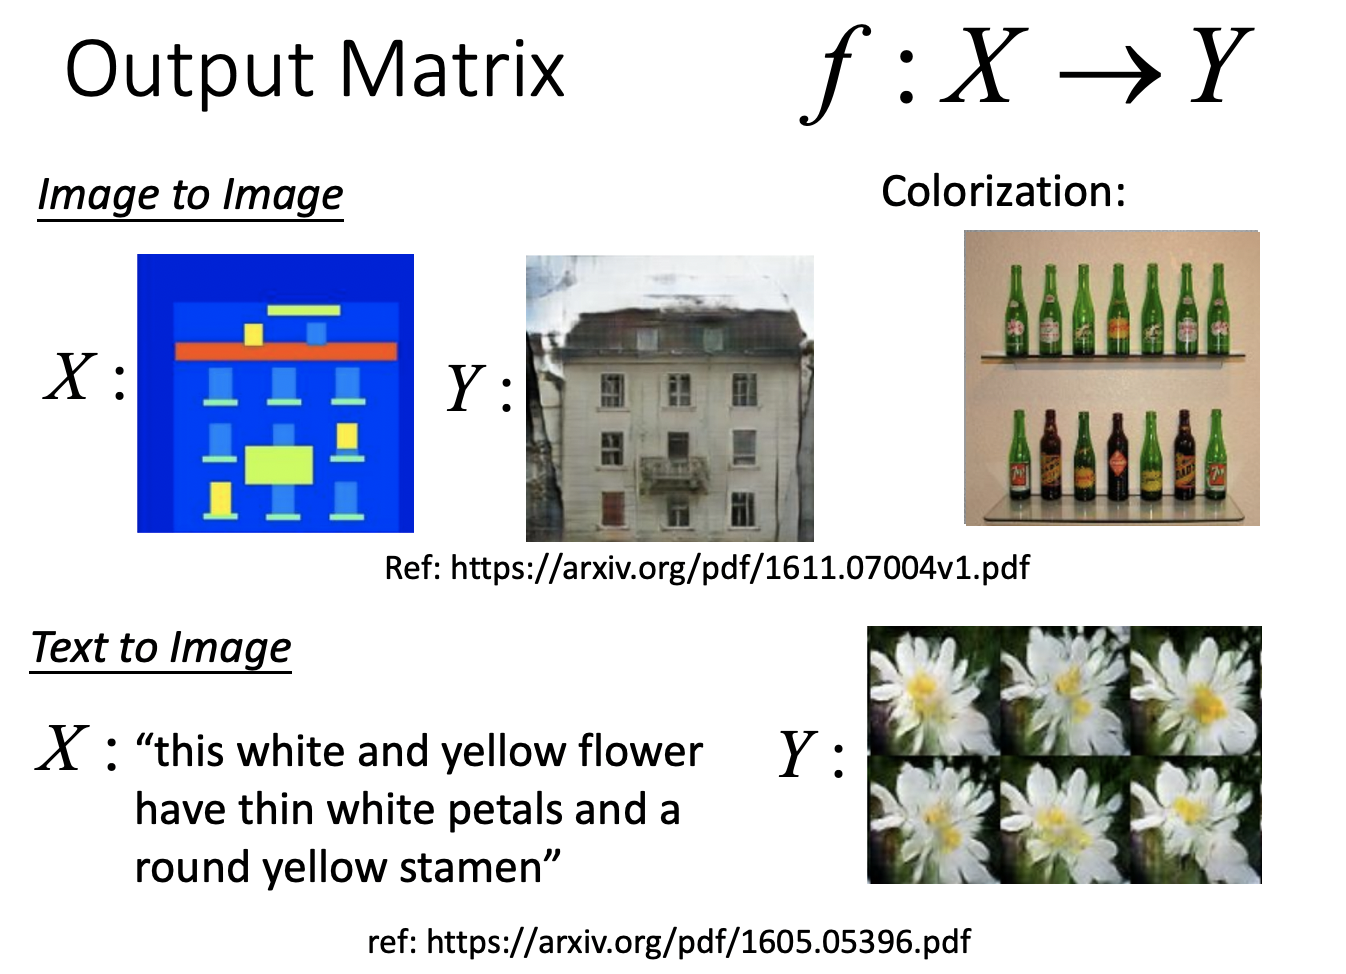 Output Matrix
f : X → Y
Image to Image
Colorization:
X :
Y :
Ref: https://arxiv.org/pdf/1611.07004v1.pdf
Text to Image
X : “this white and yellow flower
have thin white petals and a
round yellow stamen”
Y :
ref: https://arxiv.org/pdf/1605.05396.pdf